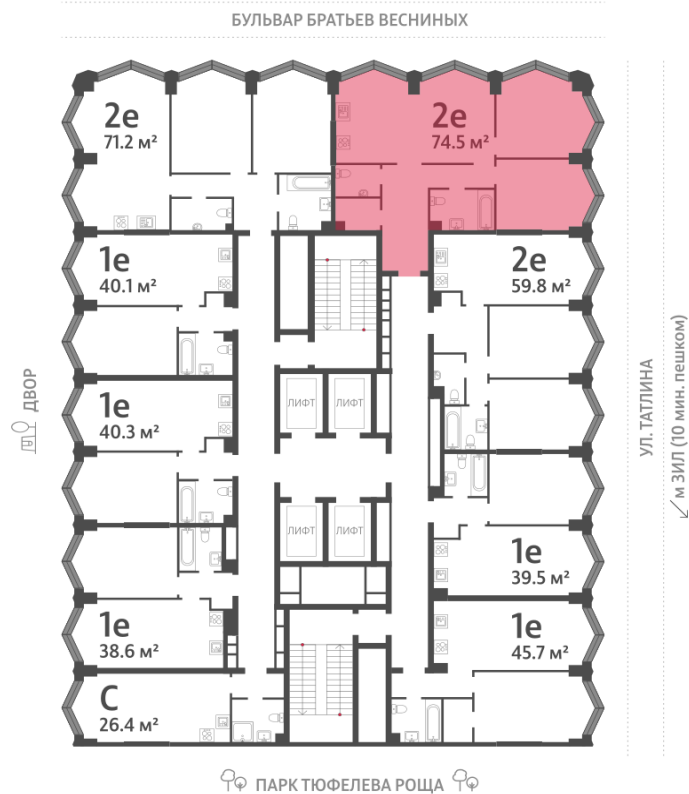 БУЛЬВАР БРАТЬЕВ ВЕСНИНЫХ
2е
71.2 м²
2е
74.5 м²
1е
40.1 м²
2е
59.8 м²
ДВОР
1е
40.3 м²
ЛИФТ
ЛИФТ
УЛ. ТАТЛИНА
м ЗИЛ (10 мин. пешком)
ЛИФТ
ЛИФТ
1е
39.5 м²
1е
38.6 м²
1е
45.7 м²
С
26.4 м²
ПАРК ТЮФЕЛЕВА РОЩА